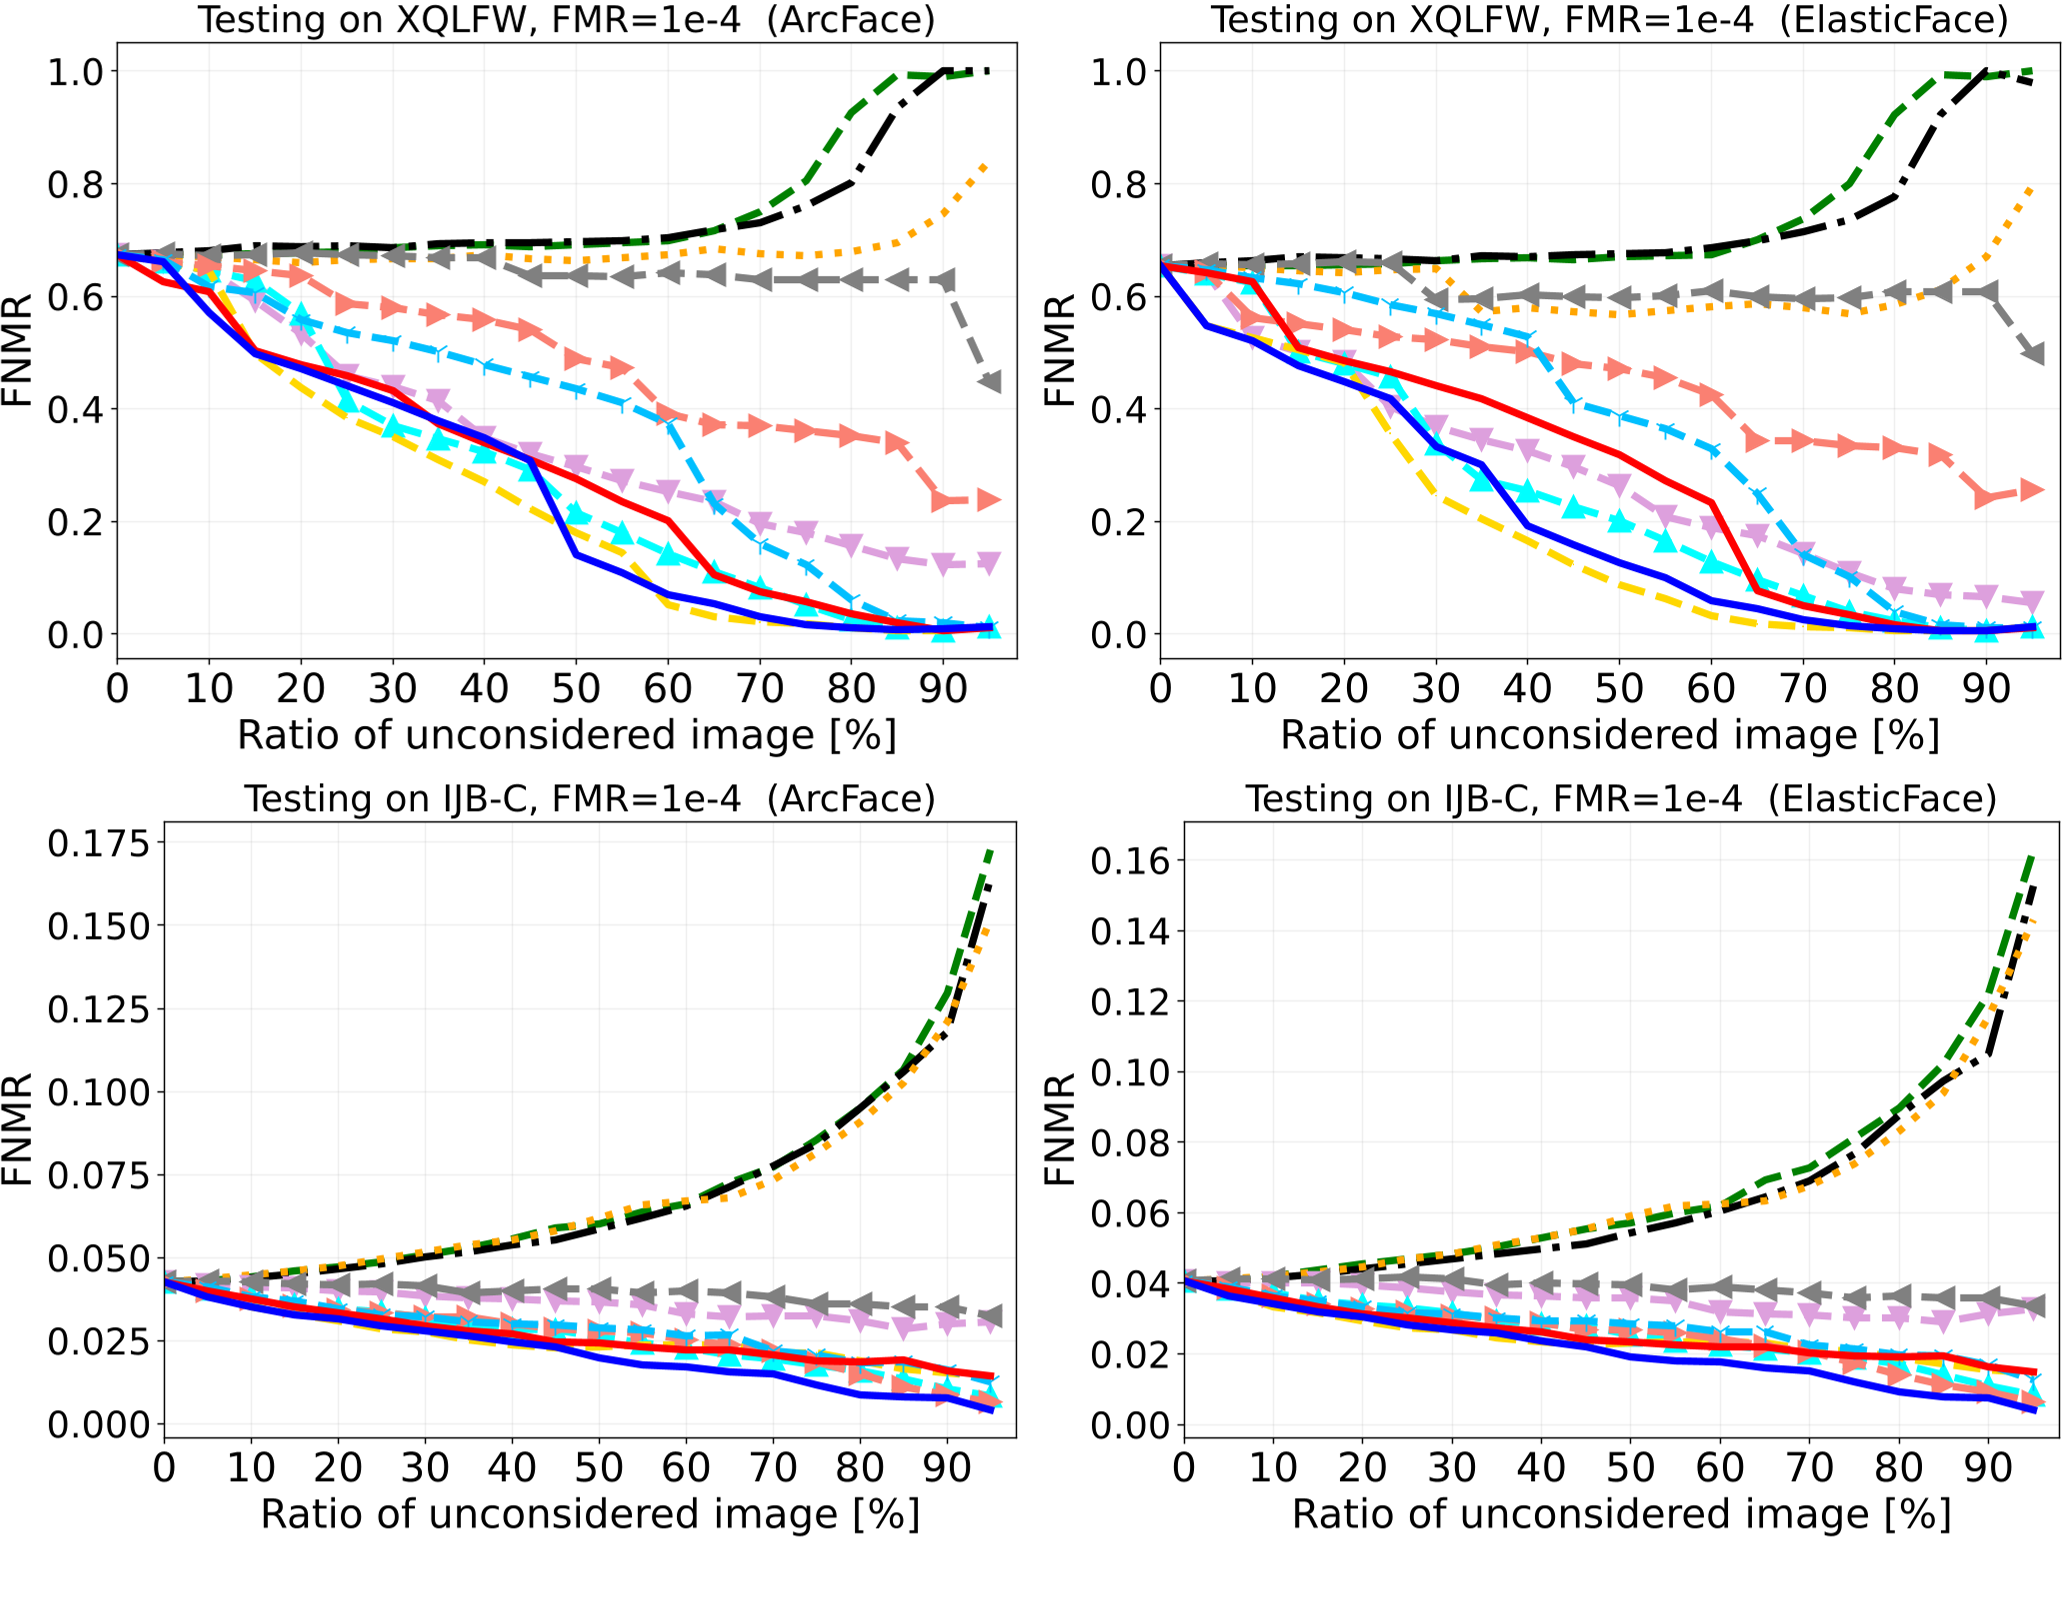 Testing on XQLFW, FMR=1e-4 (ArcFace)
FNMR
1.0
0.8
0.6
0.4
0.2
0.0
0 10 20 30 40 50 60 70 80 90
Ratio of unconsidered image [%]
Testing on XQLFW, FMR=1e-4 (ElasticFace)
FNMR
1.0
0.8
0.6
0.4
0.2
0.0
0 10 20 30 40 50 60 70 80 90
Ratio of unconsidered image [%]
Testing on IJB-C, FMR=1e-4 (ArcFace)
FNMR
0.175
0.150
0.125
0.100
0.075
0.050
0.025
0.000
0 10 20 30 40 50 60 70 80 90
Ratio of unconsidered image [%]
Testing on IJB-C, FMR=1e-4 (ElasticFace)
FNMR
0.16
0.14
0.12
0.10
0.08
0.06
0.04
0.02
0.00
0 10 20 30 40 50 60 70 80 90
Ratio of unconsidered image [%]